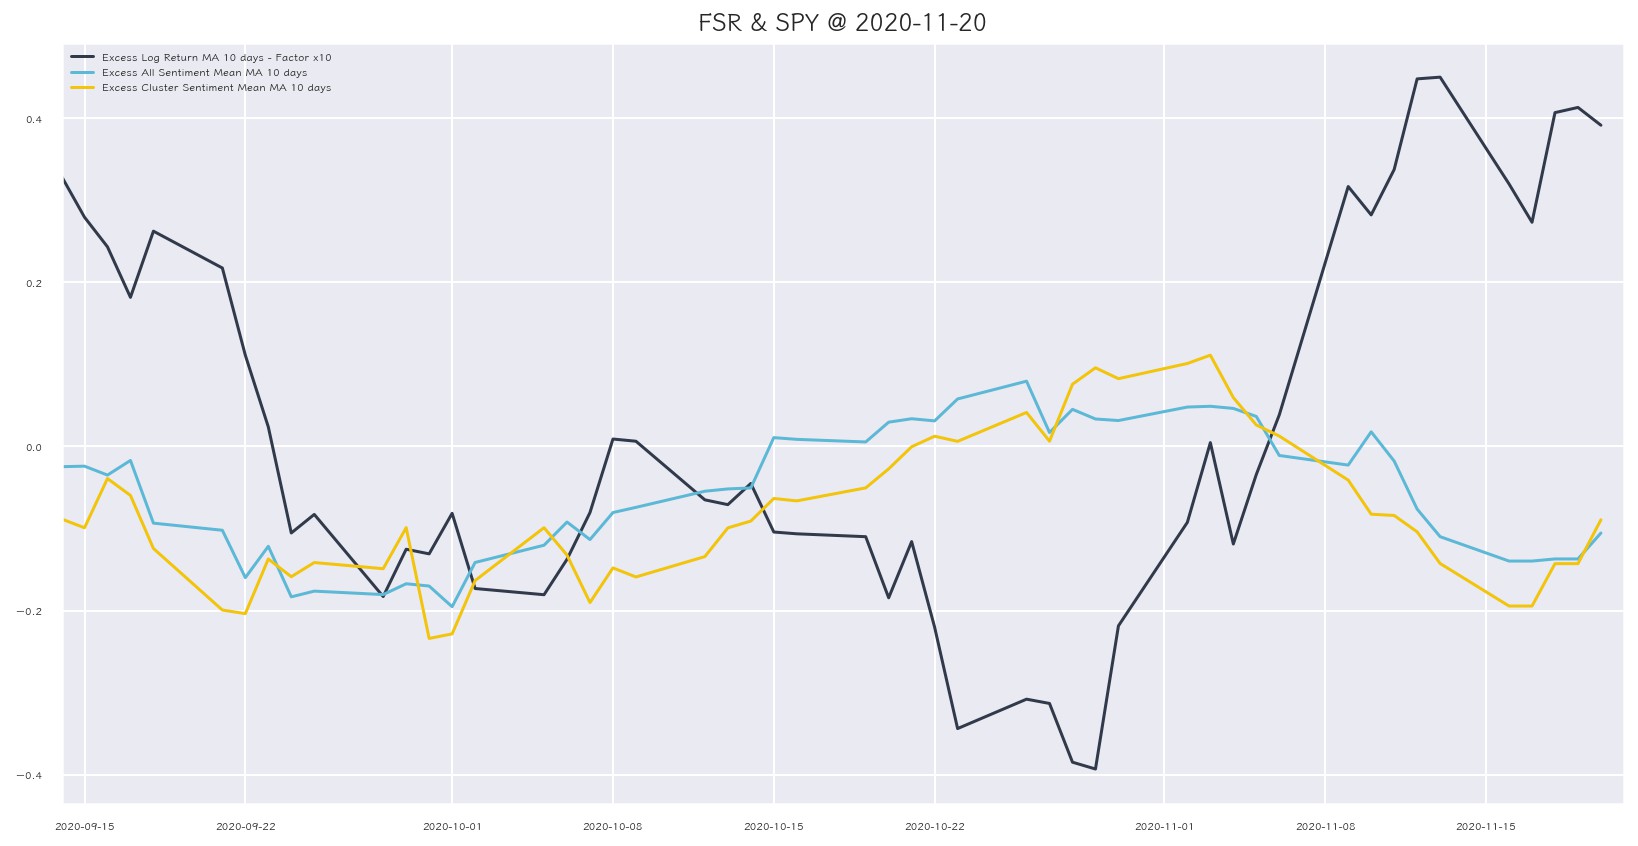 FSR & SPY @ 2020-11-20
Excess Log Return MA 10 days - Factor x10
Excess All Sentiment Mean MA 10 days
Excess Cluster Sentiment Mean MA 10 days
0.4
0.2
0.0
−0.2
−0.4
2020-09-15 2020-09-22 2020-10-01 2020-10-08 2020-10-15 2020-10-22 2020-11-01 2020-11-08 2020-11-15